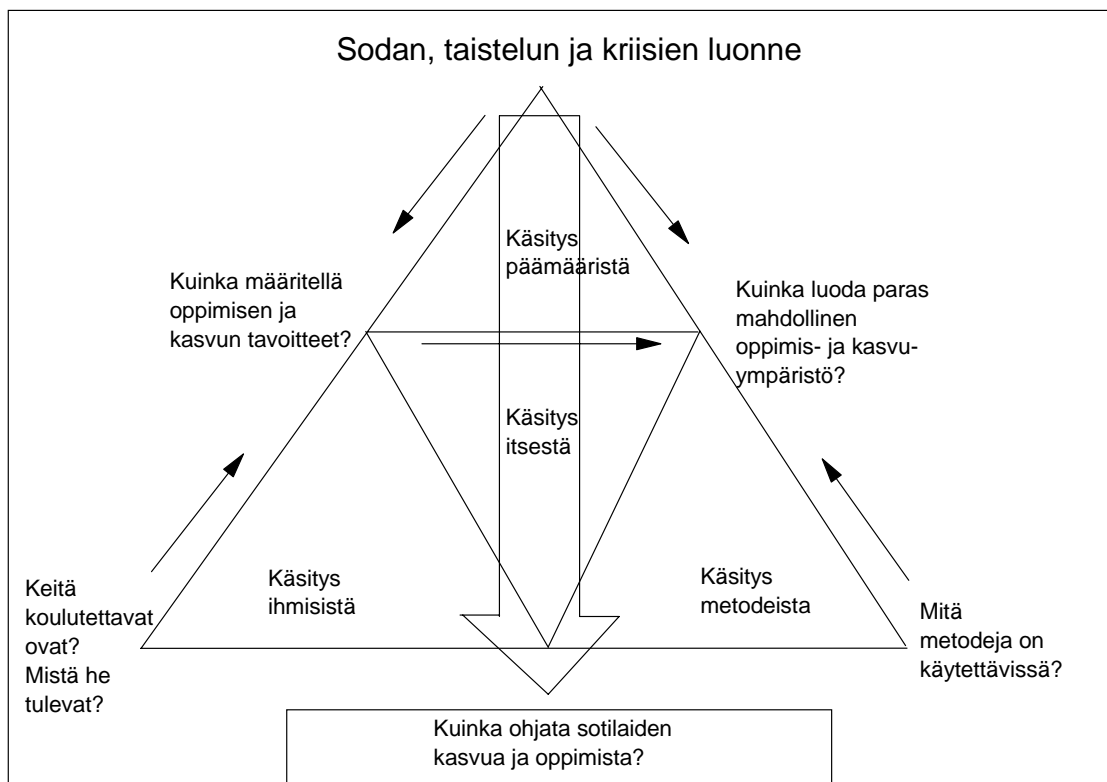 Sodan, taistelun ja kriisien luonne
Käsitys
päämääristä
Kuinka määritellä
oppimisen ja
kasvun tavoitteet?
Kuinka luoda paras
mahdollinen
oppimis- ja kasvu-
ympäristö?
Käsitys
itsestä
Keitä
koulutettavat
ovat?
Mistä he
tulevat?
Käsitys
ihmisistä
Käsitys
metodeista
Mitä
metodeja on
käytettävissä?
Kuinka ohjata sotilaiden
kasvua ja oppimista?